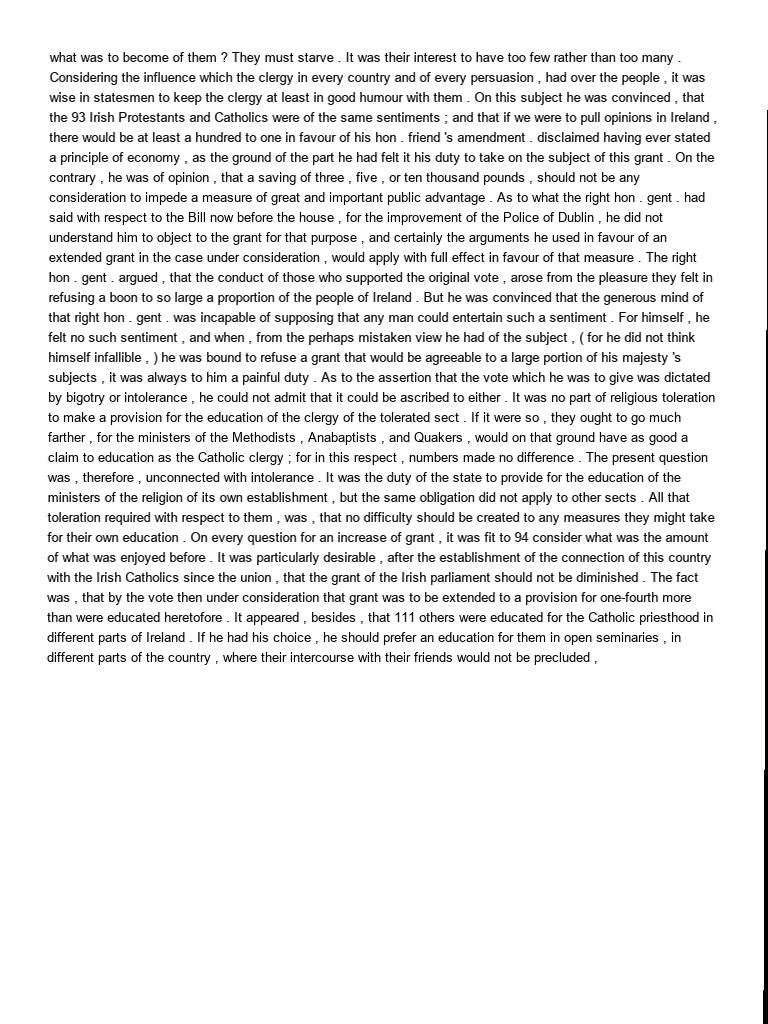 what was to become of them ? They must starve . It was their interest to have too few rather than too many .
Considering the influence which the clergy in every country and of every persuasion , had over the people , it was
wise in statesmen to keep the clergy at least in good humour with them . On this subject he was convinced , that
the 93 Irish Protestants and Catholics were of the same sentiments ; and that if we were to pull opinions in Ireland ,
there would be at least a hundred to one in favour of his hon . friend 's amendment . disclaimed having ever stated
a principle of economy , as the ground of the part he had felt it his duty to take on the subject of this grant . On the
contrary , he was of opinion , that a saving of three , five , or ten thousand pounds , should not be any
consideration to impede a measure of great and important public advantage . As to what the right hon . gent . had
said with respect to the Bill now before the house , for the improvement of the Police of Dublin , he did not
understand him to object to the grant for that purpose , and certainly the arguments he used in favour of an
extended grant in the case under consideration , would apply with full effect in favour of that measure . The right
hon . gent . argued , that the conduct of those who supported the original vote , arose from the pleasure they felt in
refusing a boon to so large a proportion of the people of Ireland . But he was convinced that the generous mind of
that right hon . gent . was incapable of supposing that any man could entertain such a sentiment . For himself , he
felt no such sentiment , and when , from the perhaps mistaken view he had of the subject , ( for he did not think
himself infallible , ) he was bound to refuse a grant that would be agreeable to a large portion of his majesty 's
subjects , it was always to him a painful duty . As to the assertion that the vote which he was to give was dictated
by bigotry or intolerance , he could not admit that it could be ascribed to either . It was no part of religious toleration
to make a provision for the education of the clergy of the tolerated sect . If it were so , they ought to go much
farther , for the ministers of the Methodists , Anabaptists , and Quakers , would on that ground have as good a
claim to education as the Catholic clergy ; for in this respect , numbers made no difference . The present question
was , therefore , unconnected with intolerance . It was the duty of the state to provide for the education of the
ministers of the religion of its own establishment , but the same obligation did not apply to other sects . All that
toleration required with respect to them , was , that no difficulty should be created to any measures they might take
for their own education . On every question for an increase of grant , it was fit to 94 consider what was the amount
of what was enjoyed before . It was particularly desirable , after the establishment of the connection of this country
with the Irish Catholics since the union , that the grant of the Irish parliament should not be diminished . The fact
was , that by the vote then under consideration that grant was to be extended to a provision for one-fourth more
than were educated heretofore . It appeared , besides , that 111 others were educated for the Catholic priesthood in
different parts of Ireland . If he had his choice , he should prefer an education for them in open seminaries , in
different parts of the country , where their intercourse with their friends would not be precluded ,